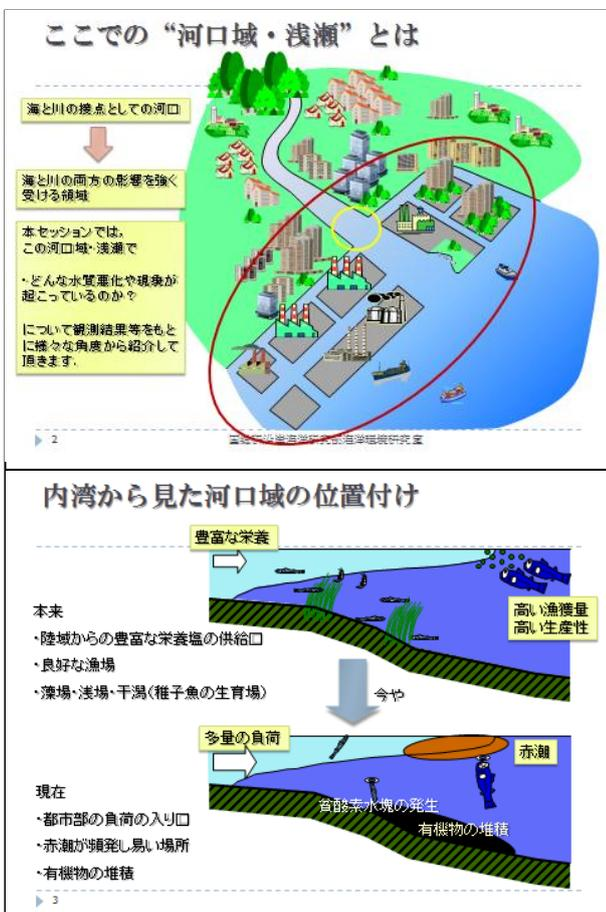 ここでの“河口域・浅瀬”とは
海と川の接点としての河口
海と川の両方の影響を強く
受ける領域
本セッションでは、
この河口域・浅瀬で
・どんな水質悪化や現象が
起こっているのか？
について観測結果等をもと
に様々な角度から紹介して
頂きます.
2
内湾から見た河口域の位置付け
豊富な栄養
高い漁獲量
高い生産性
本来
・陸域からの豊富な栄養塩の供給口
・良好な漁場
・藻場・浅場・干潟(稚子魚の生育場)
今や
多量の負荷
赤潮
貧酸素水塊の発生
有機物の堆積
現在
・都市部の負荷の入り口
・赤潮が頻発し易い場所
・有機物の堆積
3